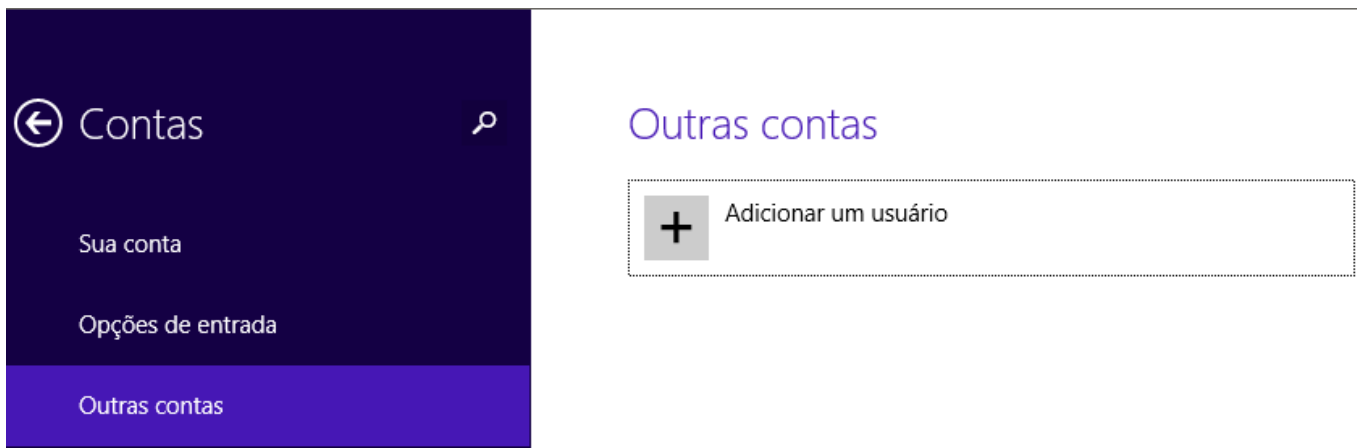 Contas
Sua conta
Opções de entrada
Outras contas
Outras contas
Adicionar um usuário